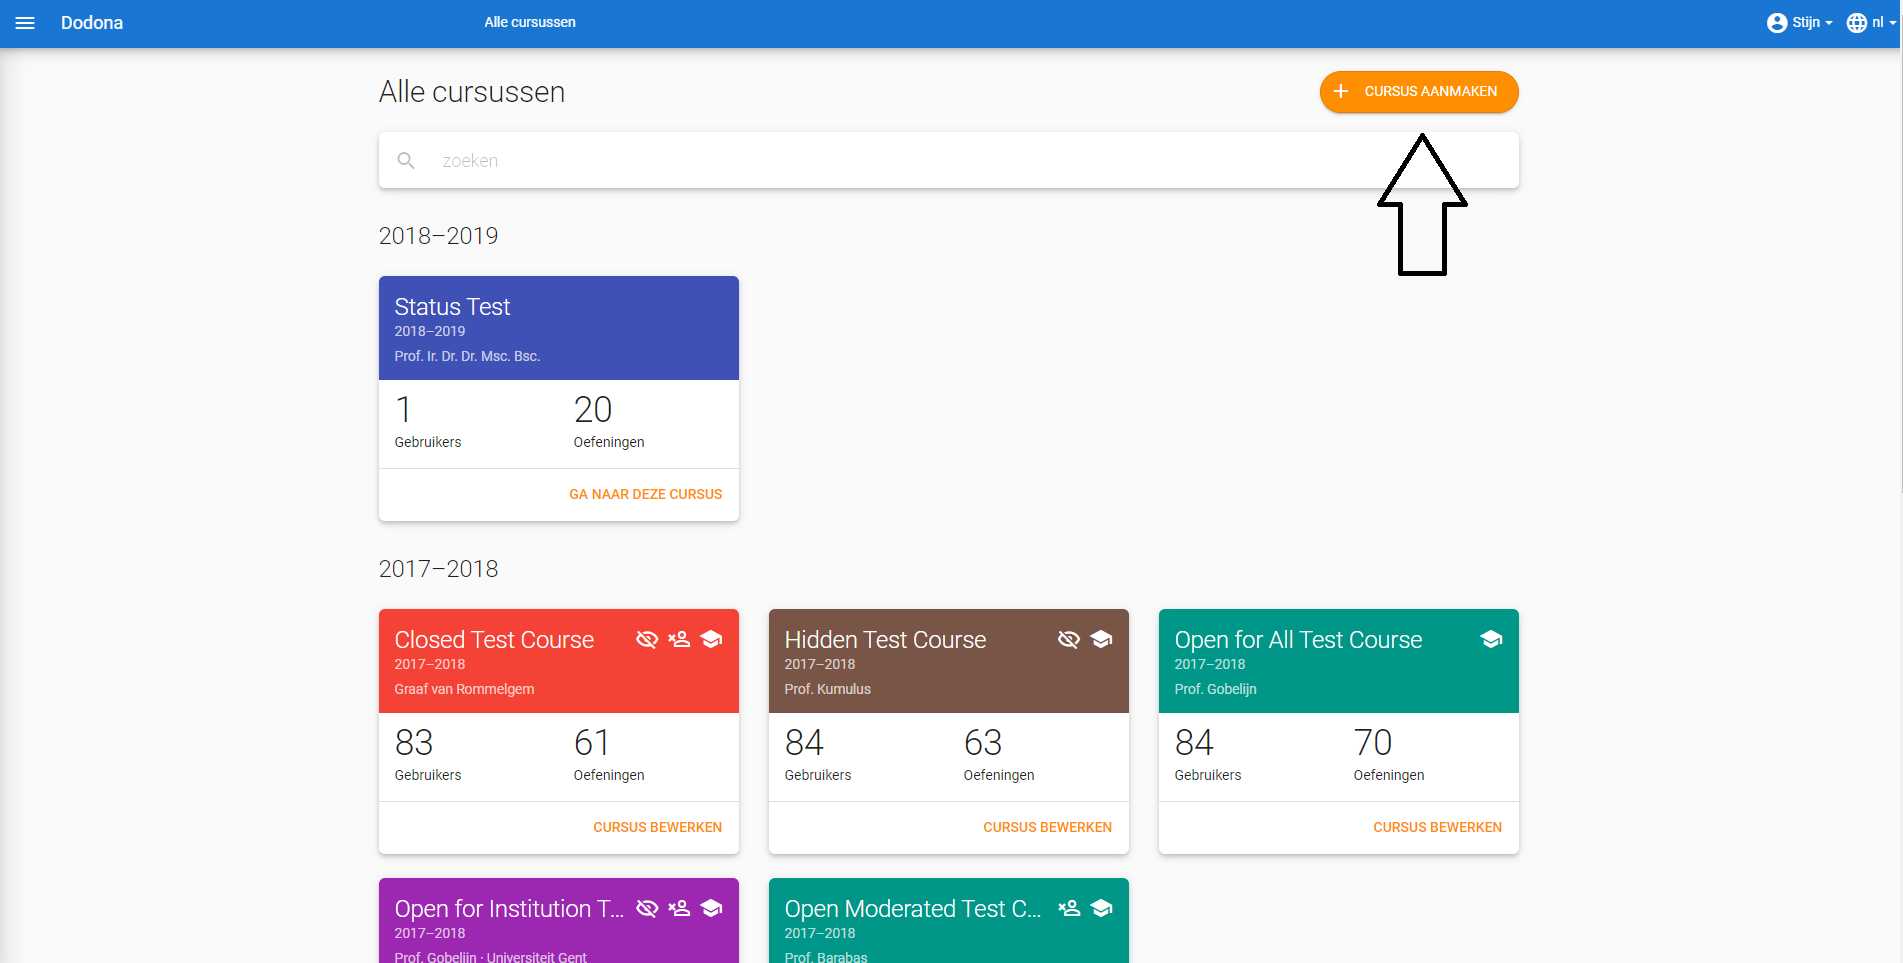 Dodona
Alle cursussen
Stijn
nl
Alle cursussen
CURSUS AANMAKEN
zoeken
2018–2019
Status Test
2018–2019
Prof. Ir. Dr. Dr. Msc. Bsc.
1
20
Gebruikers
Oefeningen
GA NAAR DEZE CURSUS
2017–2018
Closed Test Course
2017–2018
Graaf van Rommelgem
83
61
Gebruikers
Oefeningen
CURSUS BEWERKEN
Hidden Test Course
2017–2018
Prof. Kumulus
84
63
Gebruikers
Oefeningen
CURSUS BEWERKEN
Open for All Test Course
2017–2018
Prof. Gobelijn
84
70
Gebruikers
Oefeningen
CURSUS BEWERKEN
Open for Institution T...
2017–2018
Prof. Gobelijn · Universiteit Gent
Open Moderated Test C...
2017–2018
Prof. Barabas